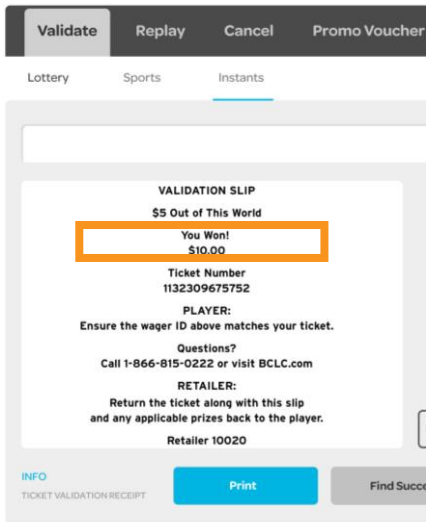 Validate Replay Cancel Promo Voucher
Lottery Sports Instants
VALIDATION SLIP
$5 Out of This World
You Won!
$10.00
Ticket Number
1132309675752
PLAYER:
Ensure the wager ID above matches your ticket.
Questions?
Call 1-866-815-0222 or visit BCLC.com
RETAILER:
Return the ticket along with this slip
and any applicable prizes back to the player.
Retailer 10020
INFO
TICKET VALIDATION RECEIPT
Print
Find